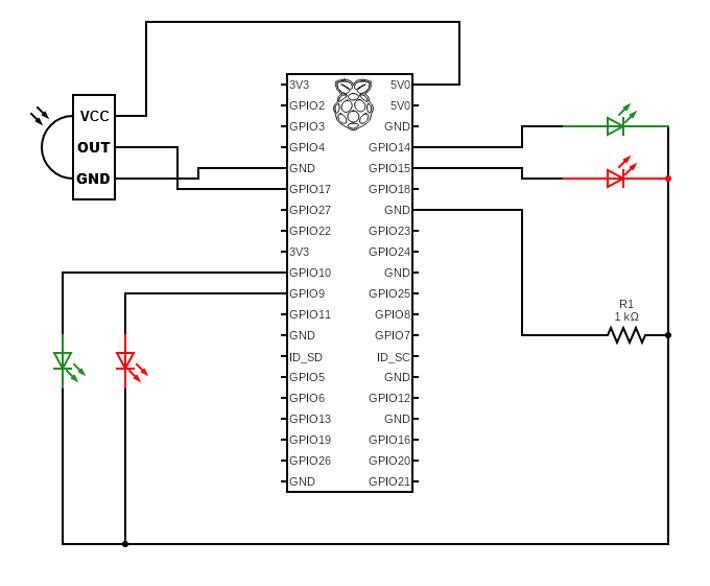 VCC
OUT
GND
3V3
GPIO2
GPIO3
GPIO4
GND
GPIO17
GPIO27
GPIO22
3V3
GPIO10
GPIO9
GPIO11
GND
ID_SD
GPIO5
GPIO6
GPIO13
GPIO19
GPIO26
GND
5V0
5V0
GND
GPIO14
GPIO15
GPIO18
GND
GPIO23
GPIO24
GND
GPIO25
GPIO8
GPIO7
ID_SC
GND
GPIO12
GND
GPIO16
GPIO20
GPIO21
R1
1 kΩ